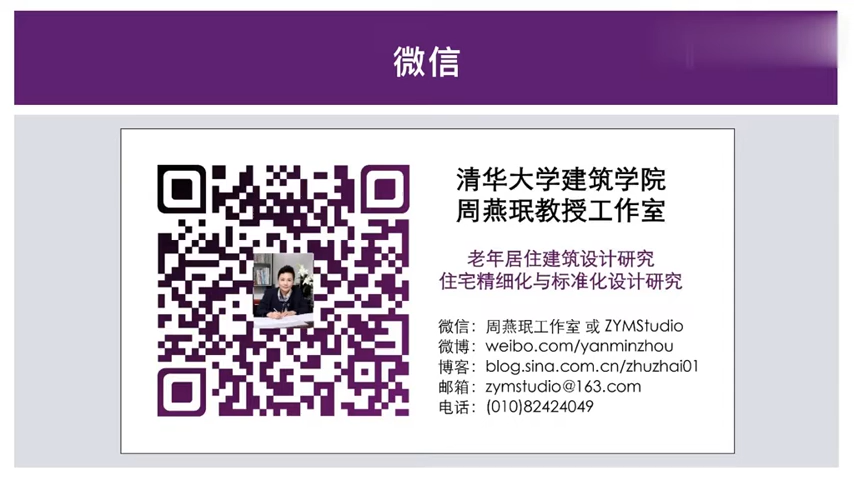 微信
清华大学建筑学院
周燕珉教授工作室
老年居住建筑设计研究
住宅精细化与标准化设计研究
微信：周燕珉工作室 或 ZYMStudio
微博：weibo.com/yanminzhou
博客：blog.sina.com.cn/zhuzhai01
邮箱：zymstudio@163.com
电话：(010)82424049